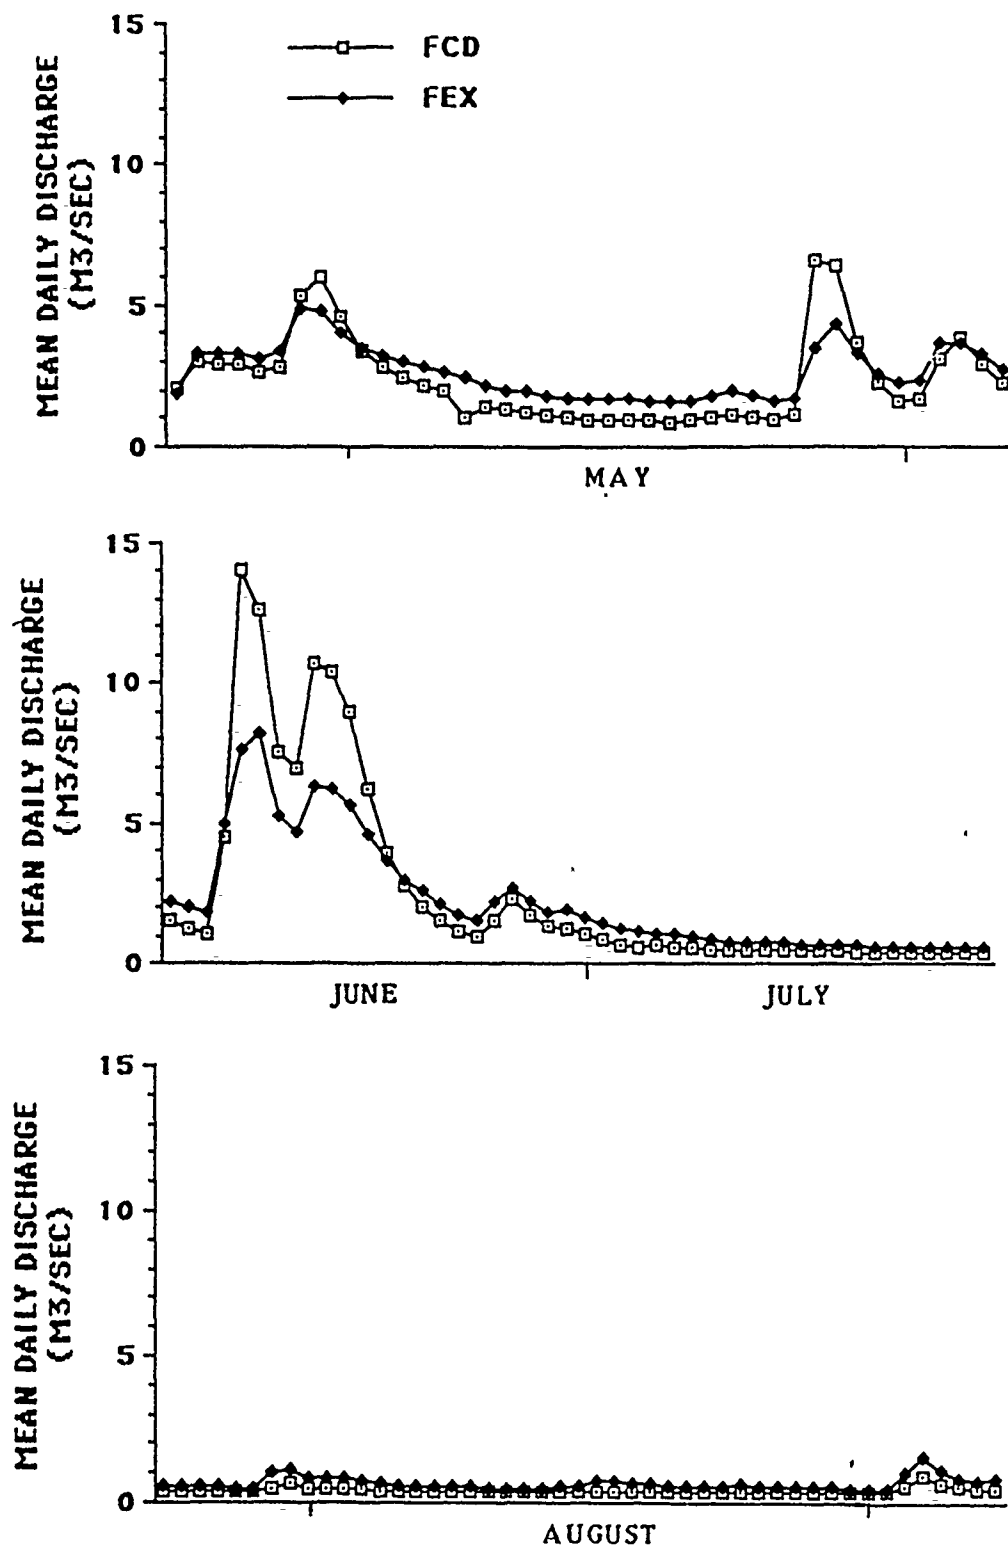 15
FCD
FEX
10
5
0
MEAN DAILY DISCHARGE
(M3/SEC)
MAY
15
10
5
0
MEAN DAILY DISCHARGE
(M3/SEC)
JUNE
JULY
15
10
5
0
MEAN DAILY DISCHARGE
(M3/SEC)
AUGUST